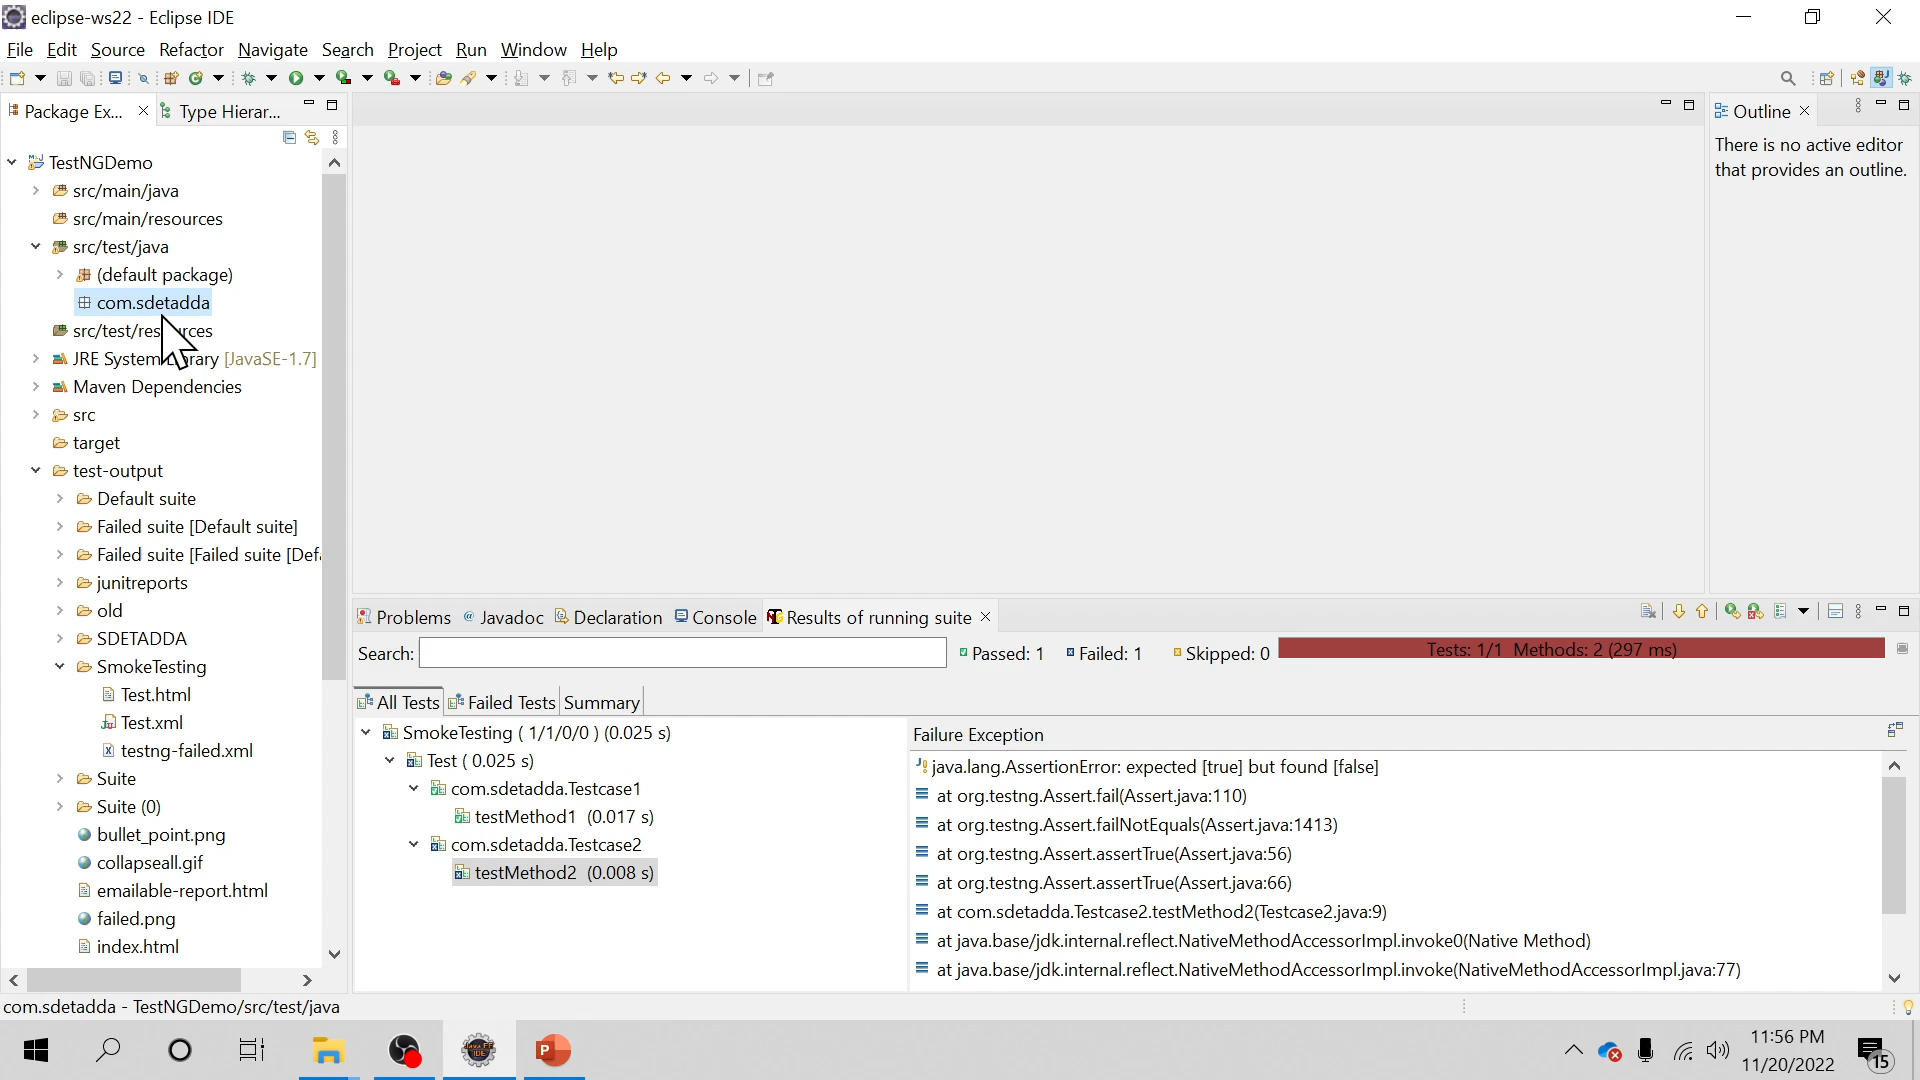 eclipse-ws22 - Eclipse IDE
File Edit Source Refactor Navigate Search Project Run Window Help
Package Ex... Type Hierar...
TestNGDemo
src/main/java
src/main/resources
src/test/java
(default package)
com.sdetadda
src/test/res rces
JRE System rary [JavaSE-1.7]
Maven Dependencies
src
target
test-output
Default suite
Failed suite [Default suite]
Failed suite [Failed suite [Def
junitreports
old
SDETADDA
SmokeTesting
Test.html
Test.xml
testng-failed.xml
Suite
Suite (0)
bullet_point.png
collapseall.gif
emailable-report.html
failed.png
index.html
Outline
There is no active editor
that provides an outline.
Problems Javadoc Declaration Console Results of running suite
Search: Passed: 1 Failed: 1 Skipped: 0 Tests: 1/1 Methods: 2 (297 ms)
All Tests Failed Tests Summary
SmokeTesting ( 1/1/0/0 ) (0.025 s)
Test ( 0.025 s)
com.sdetadda.Testcase1
testMethod1 (0.017 s)
com.sdetadda.Testcase2
testMethod2 (0.008 s)
Failure Exception
java.lang.AssertionError: expected [true] but found [false]
at org.testng.Assert.fail(Assert.java:110)
at org.testng.Assert.failNotEquals(Assert.java:1413)
at org.testng.Assert.assertTrue(Assert.java:56)
at org.testng.Assert.assertTrue(Assert.java:66)
at com.sdetadda.Testcase2.testMethod2(Testcase2.java:9)
at java.base/jdk.internal.reflect.NativeMethodAccessorImpl.invoke0(Native Method)
at java.base/jdk.internal.reflect.NativeMethodAccessorImpl.invoke(NativeMethodAccessorImpl.java:77)
com.sdetadda - TestNGDemo/src/test/java
11:56 PM
11/20/2022
15